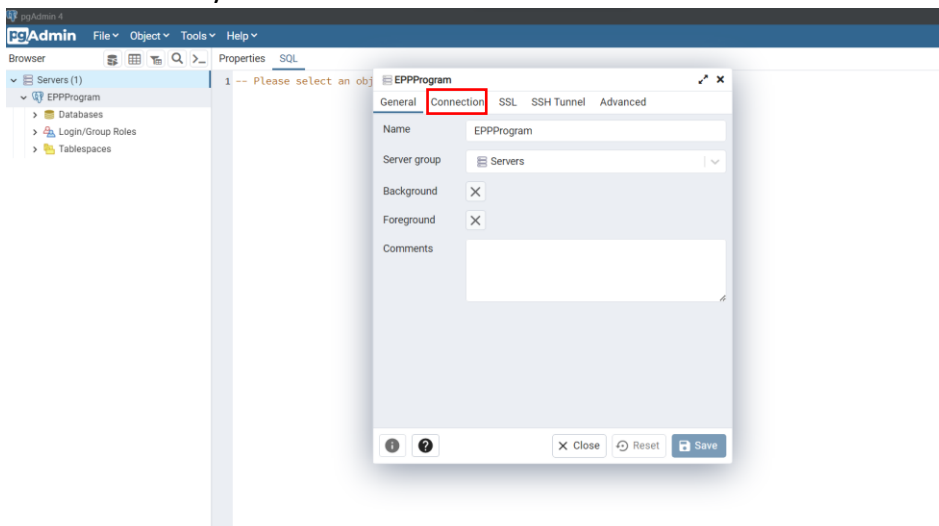 pgAdmin 4
pgAdmin File Object Tools Help
Browser Properties SQL
Servers (1)
EPPProgram
Databases
Login/Group Roles
Tablespaces
1 -- Please select an obj
EPPProgram
General Connection SSL SSH Tunnel Advanced
Name EPPProgram
Server group Servers
Background
Foreground
Comments
Close Reset Save